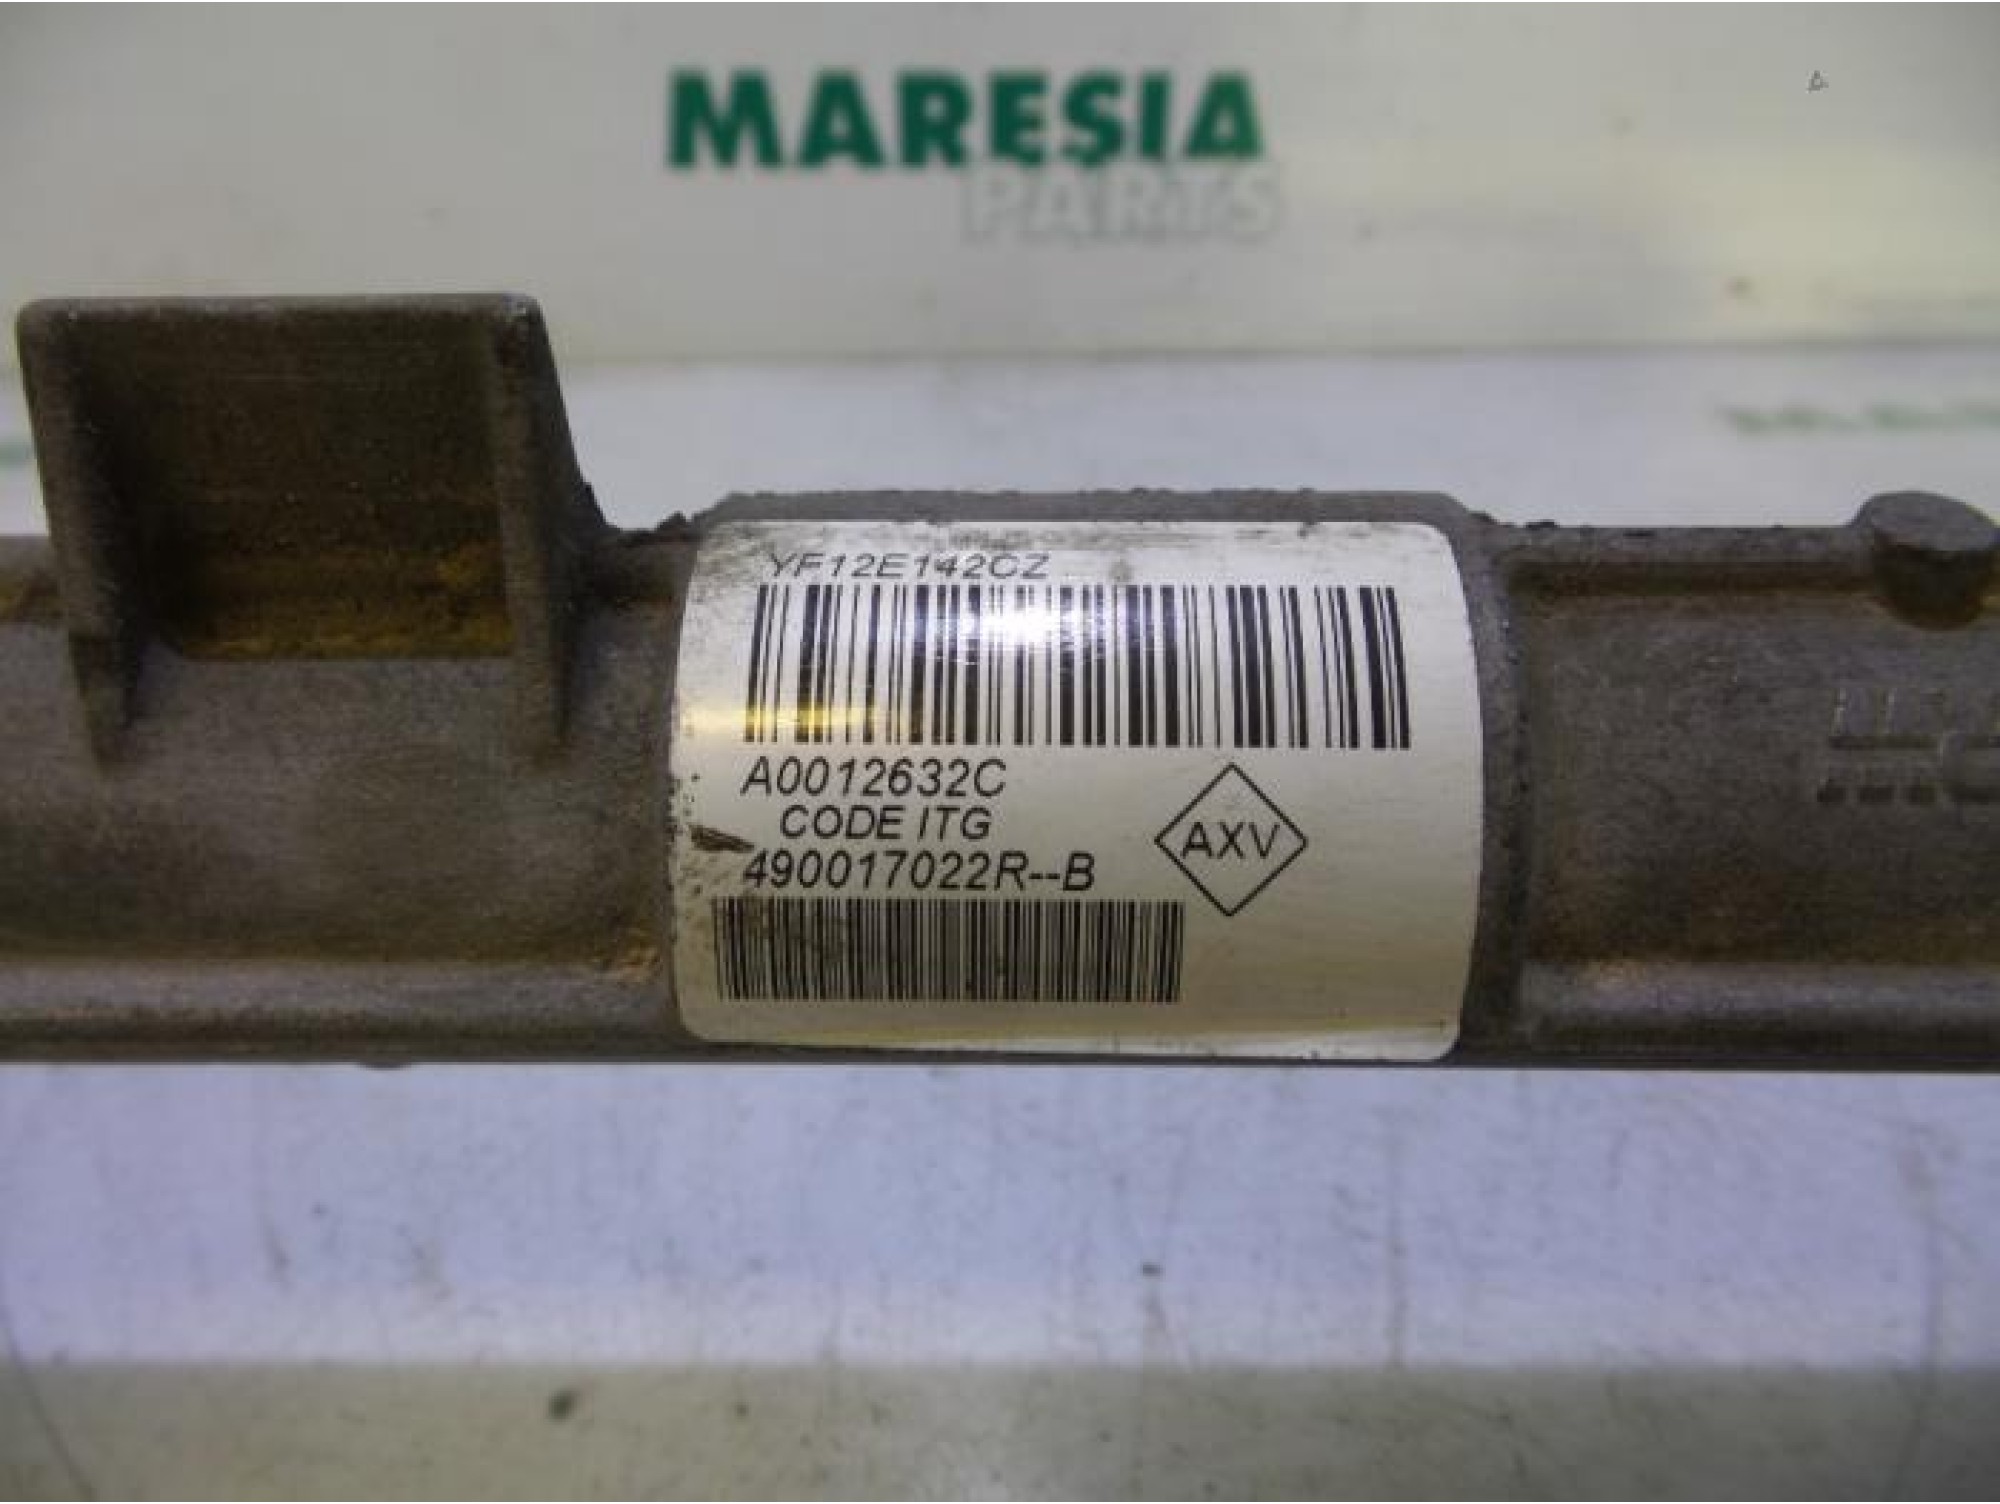 MARESIA
PARTS
YF12E142CZ
A0012632C
CODE ITG
490017022R--B
AXV